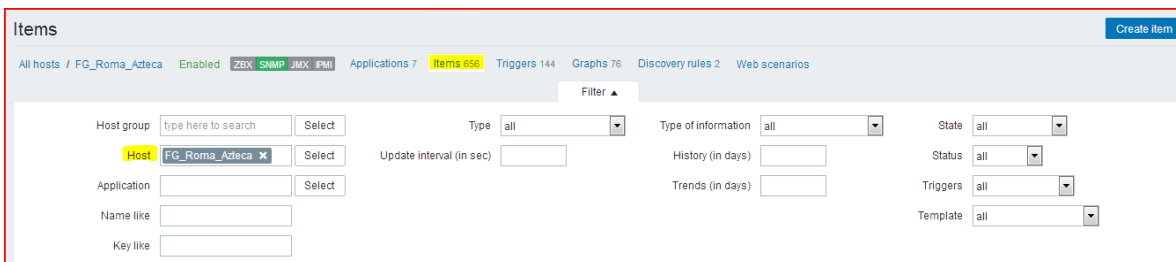 Items
Create item
All hosts / FG_Roma_Azteca Enabled ZBX SNMP JMX IPMI Applications 7 Items 656 Triggers 144 Graphs 76 Discovery rules 2 Web scenarios
Filter ▲
Host group type here to search Select Type all Type of information all State all
Host FG_Roma_Azteca × Select Update interval (in sec) History (in days) Status all
Application Select Trends (in days) Triggers all
Name like Template all
Key like